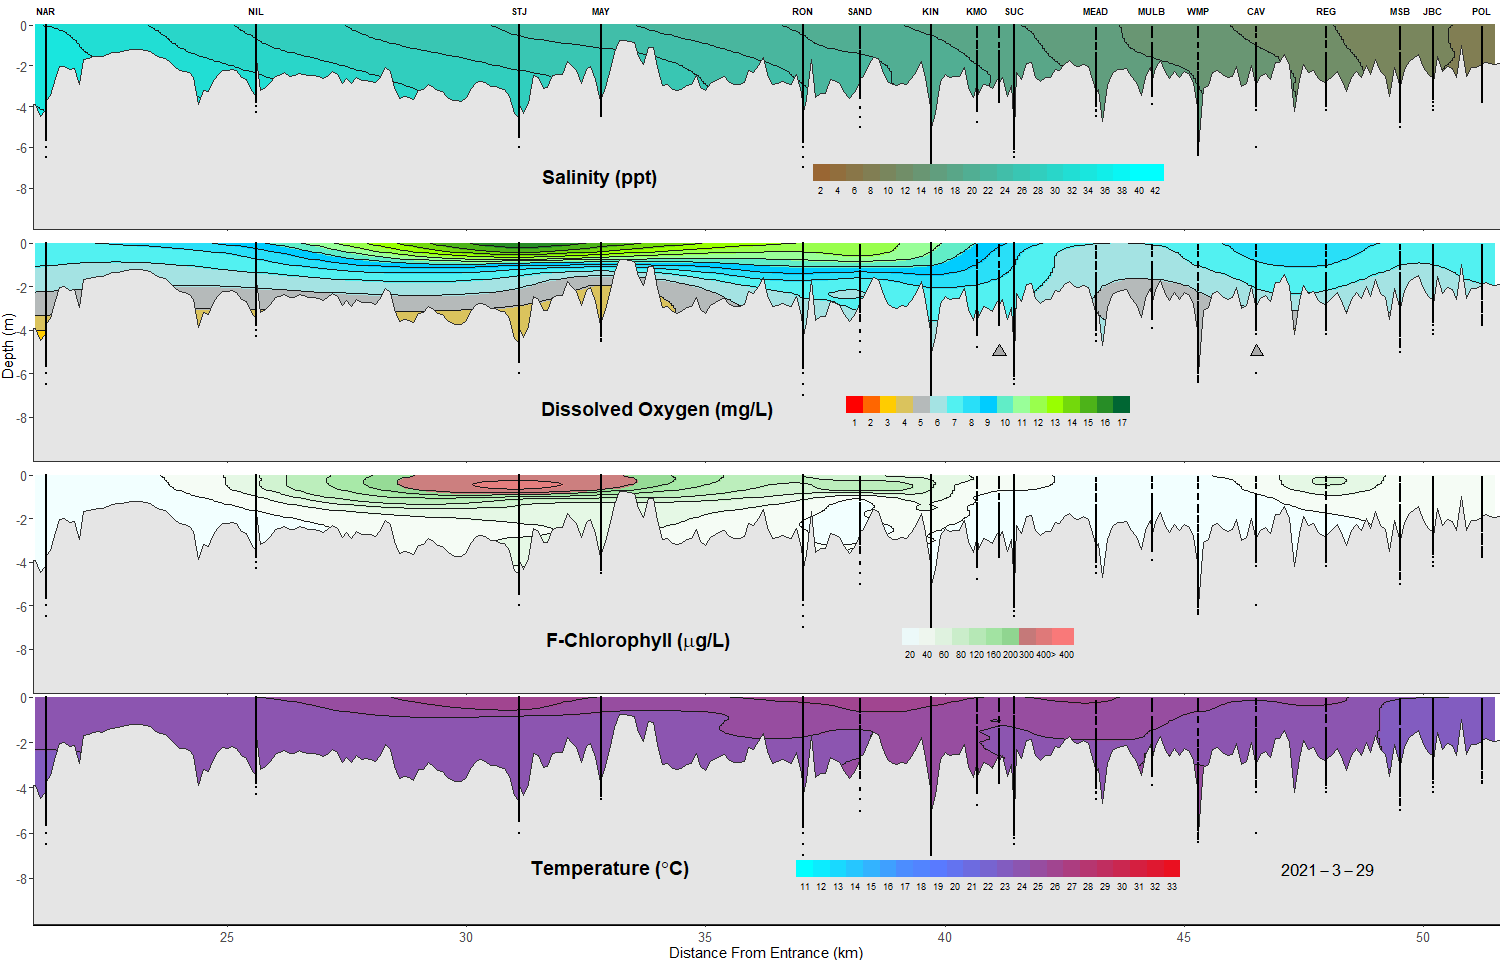 NAR NIL STJ MAY RON SAND KIN KMO SUC MEAD MULB WMP CAV REG MSB JBC POL
0
-2
-4
-6
-8
Salinity (ppt)
2 4 6 8 10 12 14 16 18 20 22 24 26 28 30 32 34 36 38 40 42
0
-2
-4
-6
-8
Depth (m)
Dissolved Oxygen (mg/L)
1 2 3 4 5 6 7 8 9 10 11 12 13 14 15 16 17
0
-2
-4
-6
-8
F-Chlorophyll (μg/L)
20 40 60 80 120 160 200 300 400> 400
0
-2
-4
-6
-8
Temperature (°C)
11 12 13 14 15 16 17 18 19 20 21 22 23 24 25 26 27 28 29 30 31 32 33
2021 – 3 – 29
25 30 35 40 45 50
Distance From Entrance (km)